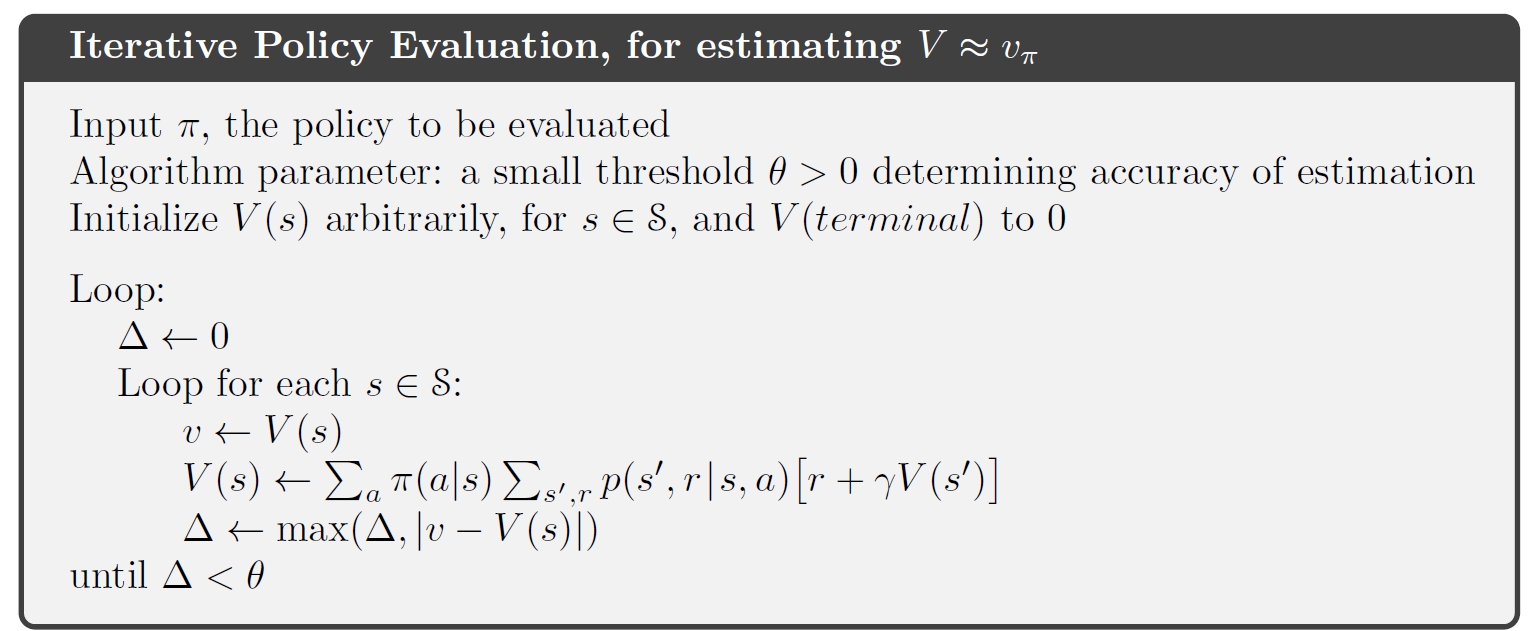 Iterative Policy Evaluation, for estimating V ≈ v_π
Input π, the policy to be evaluated
Algorithm parameter: a small threshold θ > 0 determining accuracy of estimation
Initialize V(s) arbitrarily, for s ∈ 𝒮, and V(terminal) to 0
Loop:
Δ ← 0
Loop for each s ∈ 𝒮:
v ← V(s)
V(s) ← ∑_a π(a|s) ∑_{s′,r} p(s′, r|s, a)[r + γV(s′)]
Δ ← max(Δ, |v − V(s)|)
until Δ < θ